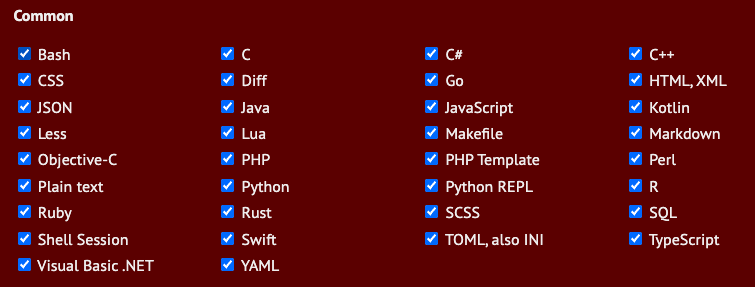 Common
Bash C C# C++
CSS Diff Go HTML, XML
JSON Java JavaScript Kotlin
Less Lua Makefile Markdown
Objective-C PHP PHP Template Perl
Plain text Python Python REPL R
Ruby Rust SCSS SQL
Shell Session Swift TOML, also INI TypeScript
Visual Basic .NET YAML